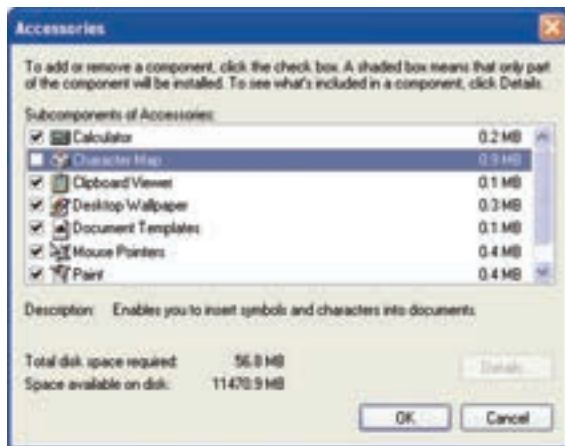 Accessories
To add or remove a component, click the check box. A shaded box means that only part
of the component will be installed. To see what's included in a component, click Details.
Subcomponents of Accessories:
Calculator 0.2 MB
Character Map 0.9 MB
Clipboard Viewer 0.1 MB
Desktop Wallpaper 0.3 MB
Document Templates 0.1 MB
Mouse Pointers 0.4 MB
Paint 0.4 MB
Description: Enables you to insert symbols and characters into documents.
Total disk space required: 56.8 MB
Space available on disk: 11470.9 MB
Details...
OK Cancel